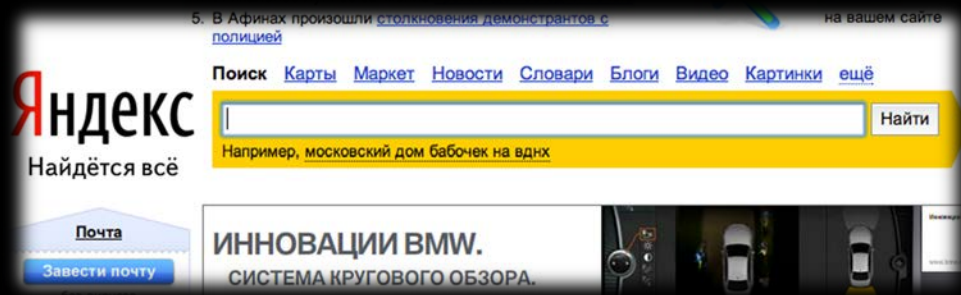 5. В Афинах произошли столкновения демонстрантов с
полицией
на вашем сайте
Поиск Карты Маркет Новости Словари Блоги Видео Картинки ещё
Яндекс
Найдётся всё
Найти
Например, московский дом бабочек на вднх
Почта
Завести почту
ИННОВАЦИИ BMW.
СИСТЕМА КРУГОВОГО ОБЗОРА.